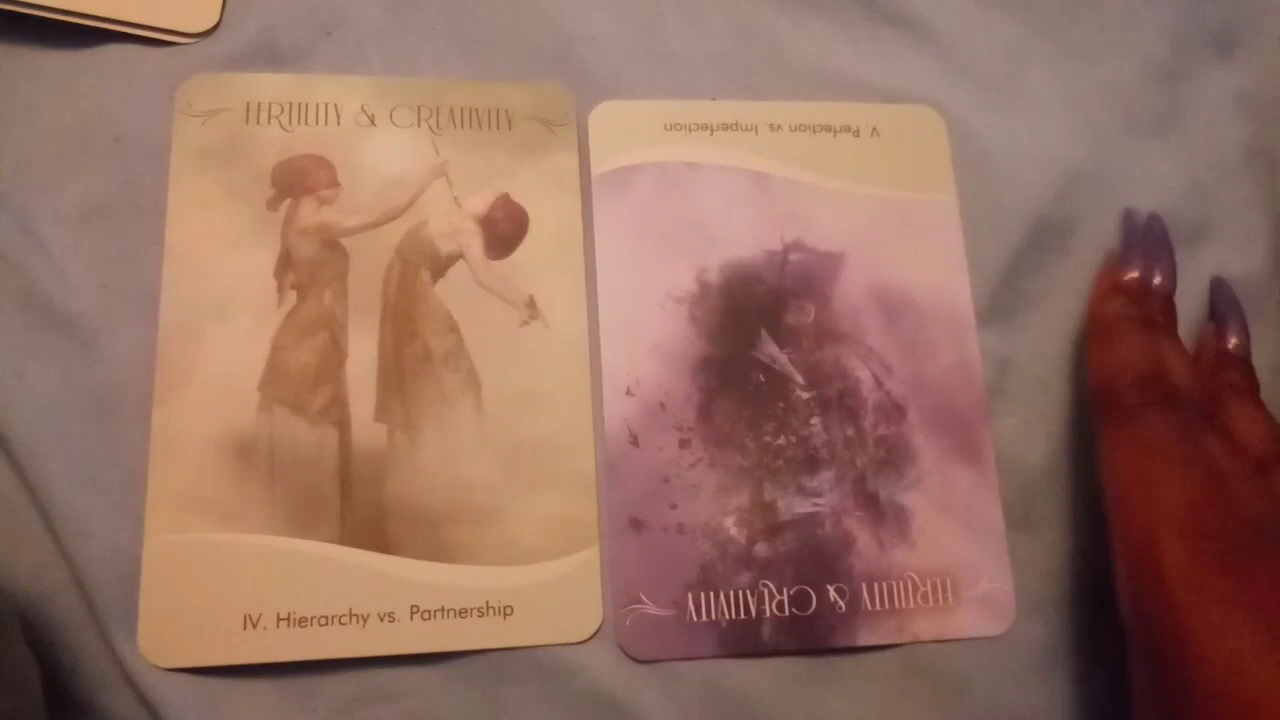 FERTILITY & CREATIVITY
IV. Hierarchy vs. Partnership
V. Perfection vs. Imperfection
FERTILITY & CREATIVITY